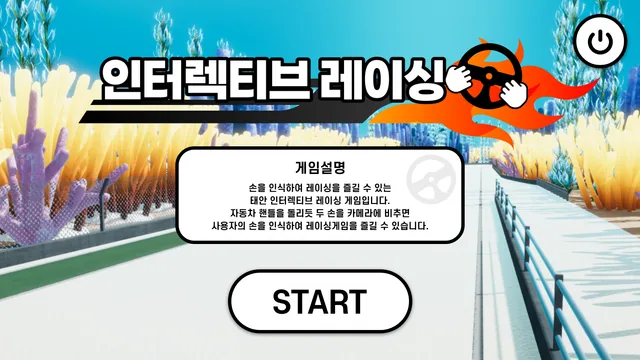 인터렉티브 레이싱
게임설명
손을 인식하여 레이싱을 즐길 수 있는
태안 인터렉티브 레이싱 게임입니다.
자동차 핸들을 돌리듯 두 손을 카메라에 비추면
사용자의 손을 인식하여 레이싱게임을 즐길 수 있습니다.
START